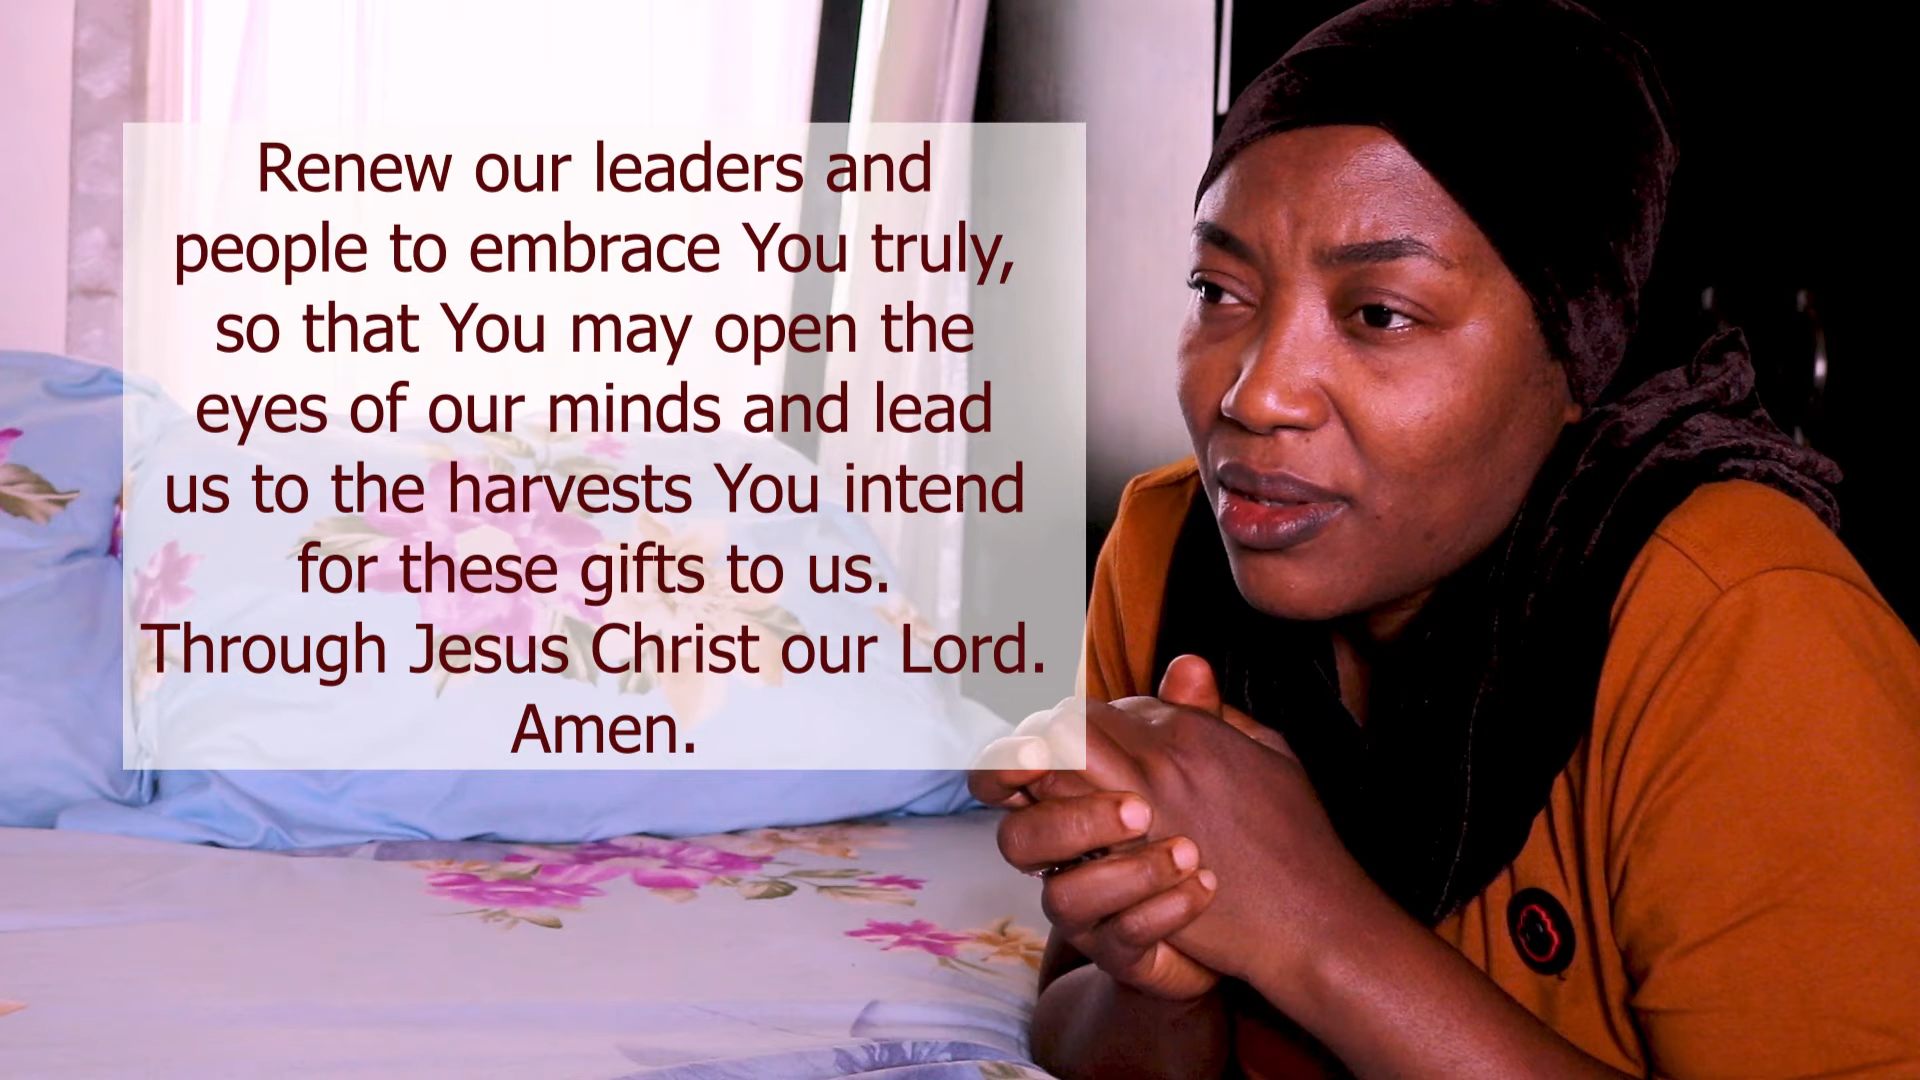 Renew our leaders and
people to embrace You truly,
so that You may open the
eyes of our minds and lead
us to the harvests You intend
for these gifts to us.
Through Jesus Christ our Lord.
Amen.